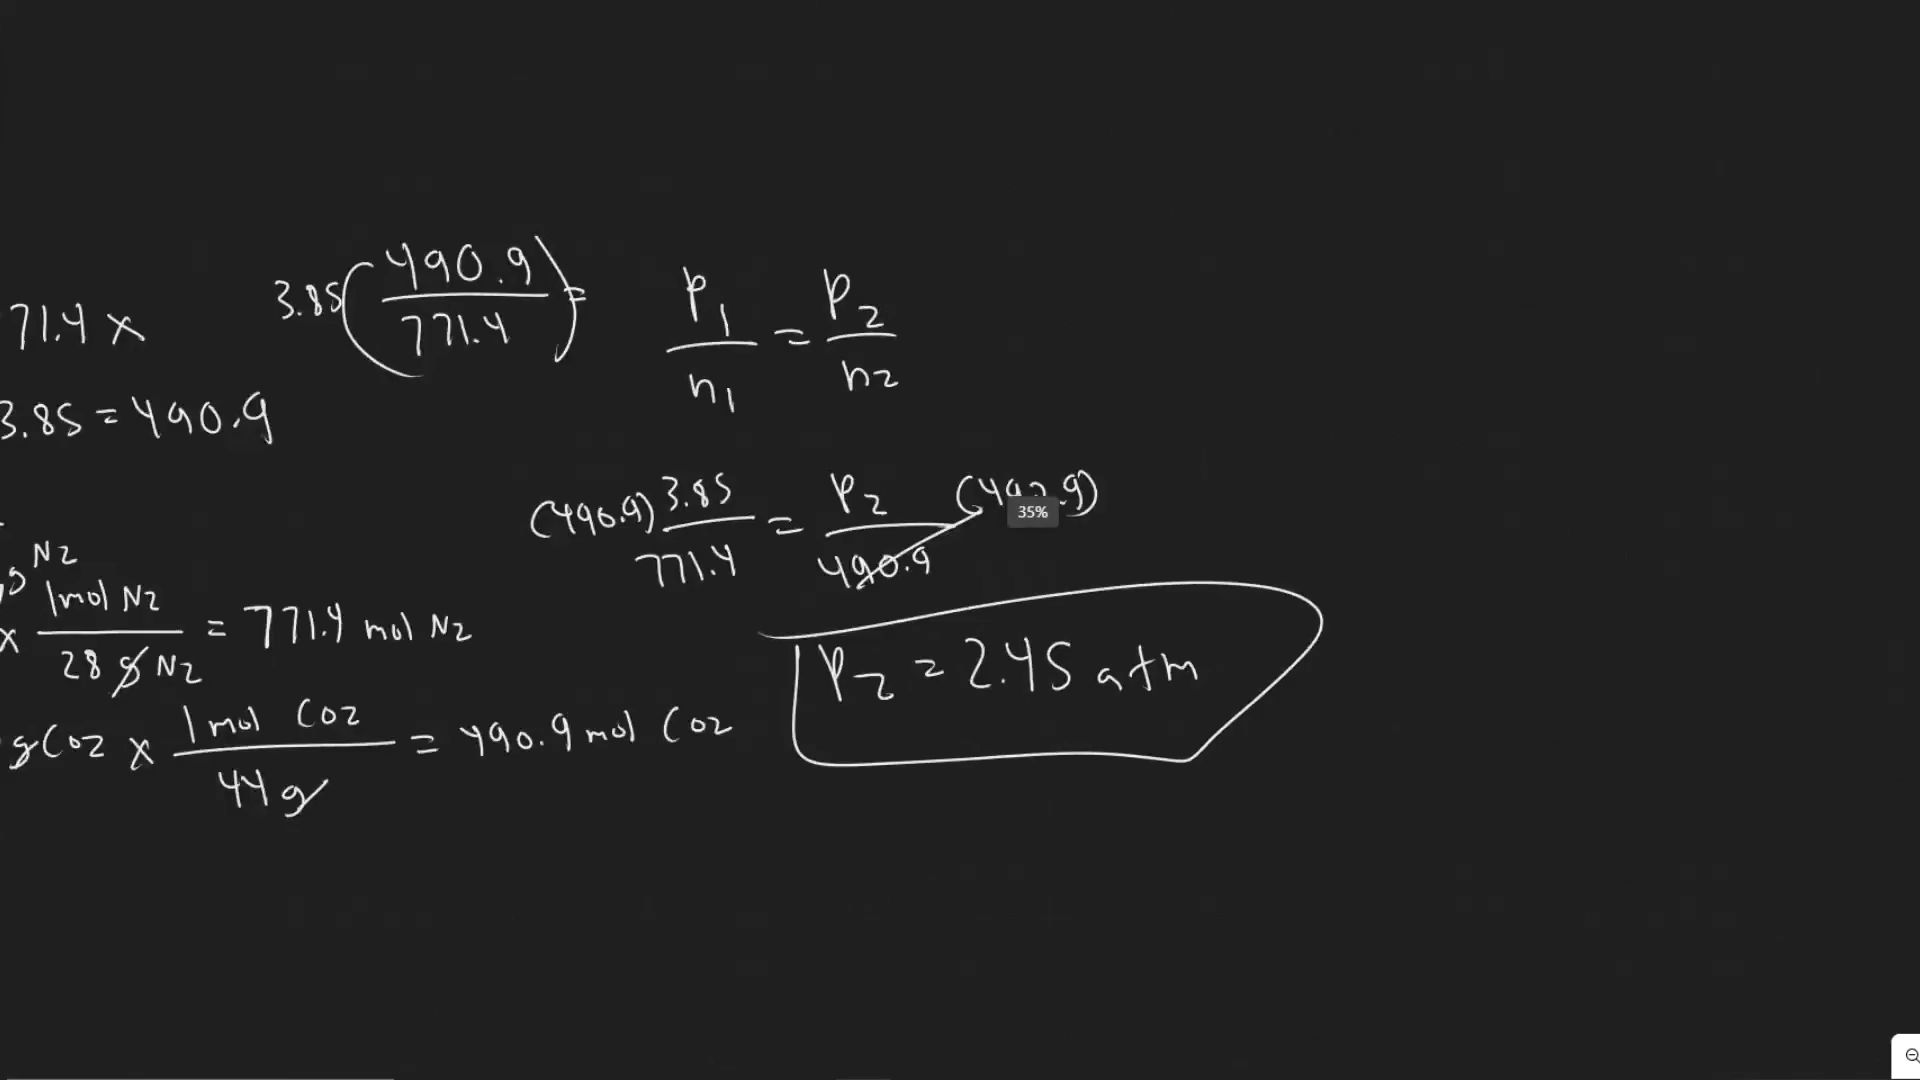 71.4 x
3.85 = 490.9
3.85 (490.9 / 771.4) =
P1 / n1 = P2 / n2
(490.9) 3.85 / 771.4 = P2 / 490.9 (490.9)
35%
N2
x 1 mol N2 / 28 g N2 = 771.4 mol N2
g CO2 x 1 mol CO2 / 44 g = 490.9 mol CO2
P2 = 2.45 atm